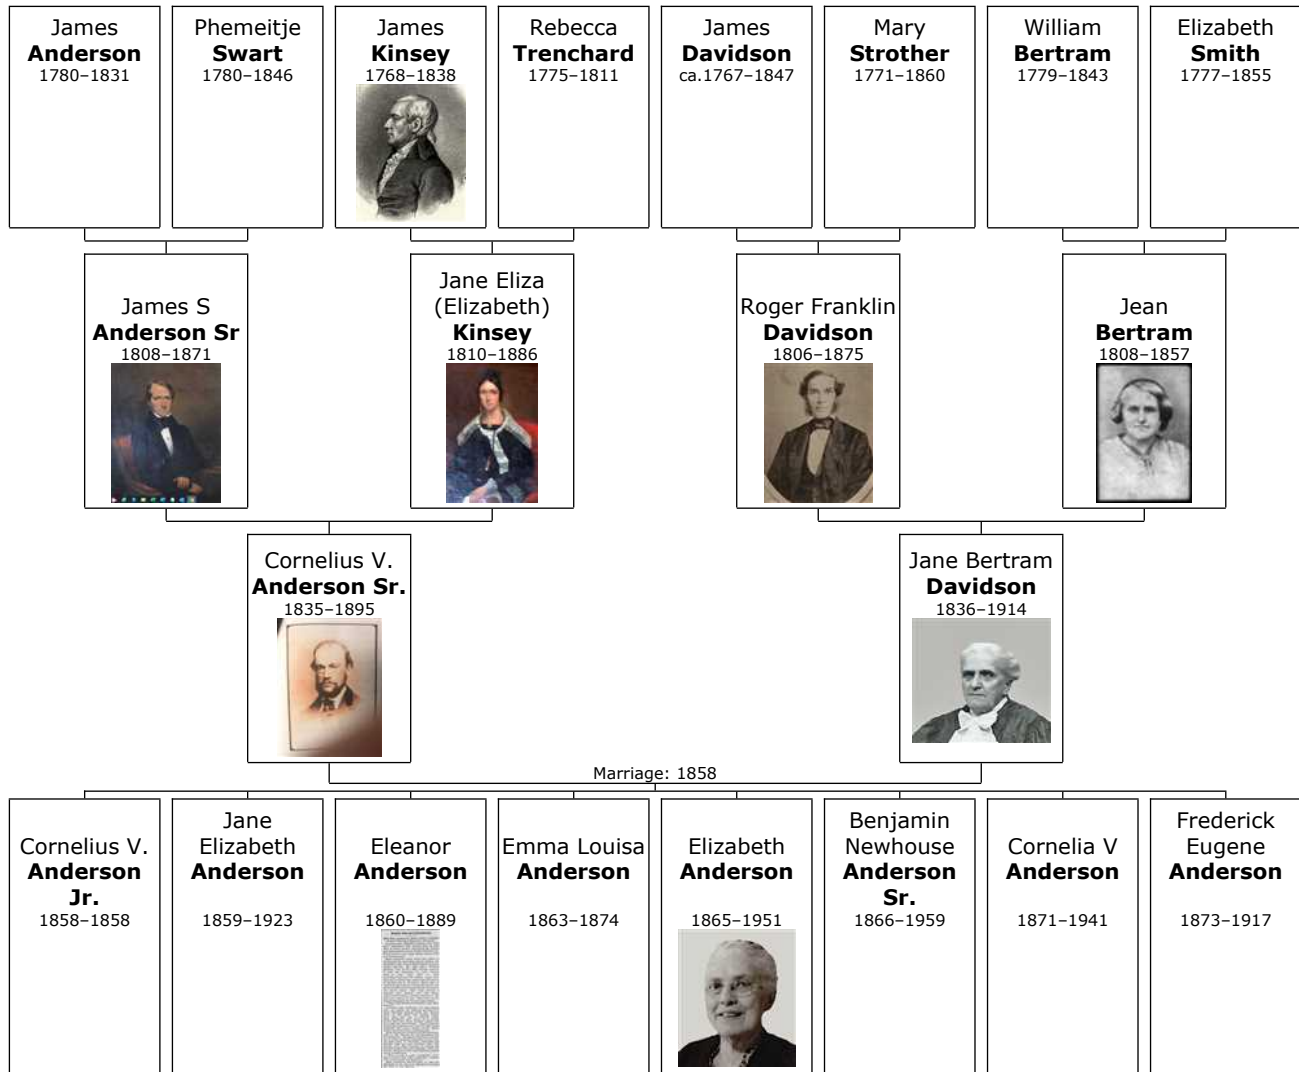 James
Anderson
1780–1831
Phemeitje
Swart
1780–1846
James
Kinsey
1768–1838
Rebecca
Trenchard
1775–1811
James
Davidson
ca.1767–1847
Mary
Strother
1771–1860
William
Bertram
1779–1843
Elizabeth
Smith
1777–1855
James S
Anderson Sr
1808–1871
Jane Eliza
(Elizabeth)
Kinsey
1810–1886
Roger Franklin
Davidson
1806–1875
Jean
Bertram
1808–1857
Cornelius V.
Anderson Sr.
1835–1895
Jane Bertram
Davidson
1836–1914
Marriage: 1858
Cornelius V.
Anderson
Jr.
1858–1858
Jane
Elizabeth
Anderson
1859–1923
Eleanor
Anderson
1860–1889
Emma Louisa
Anderson
1863–1874
Elizabeth
Anderson
1865–1951
Benjamin
Newhouse
Anderson
Sr.
1866–1959
Cornelia V
Anderson
1871–1941
Frederick
Eugene
Anderson
1873–1917